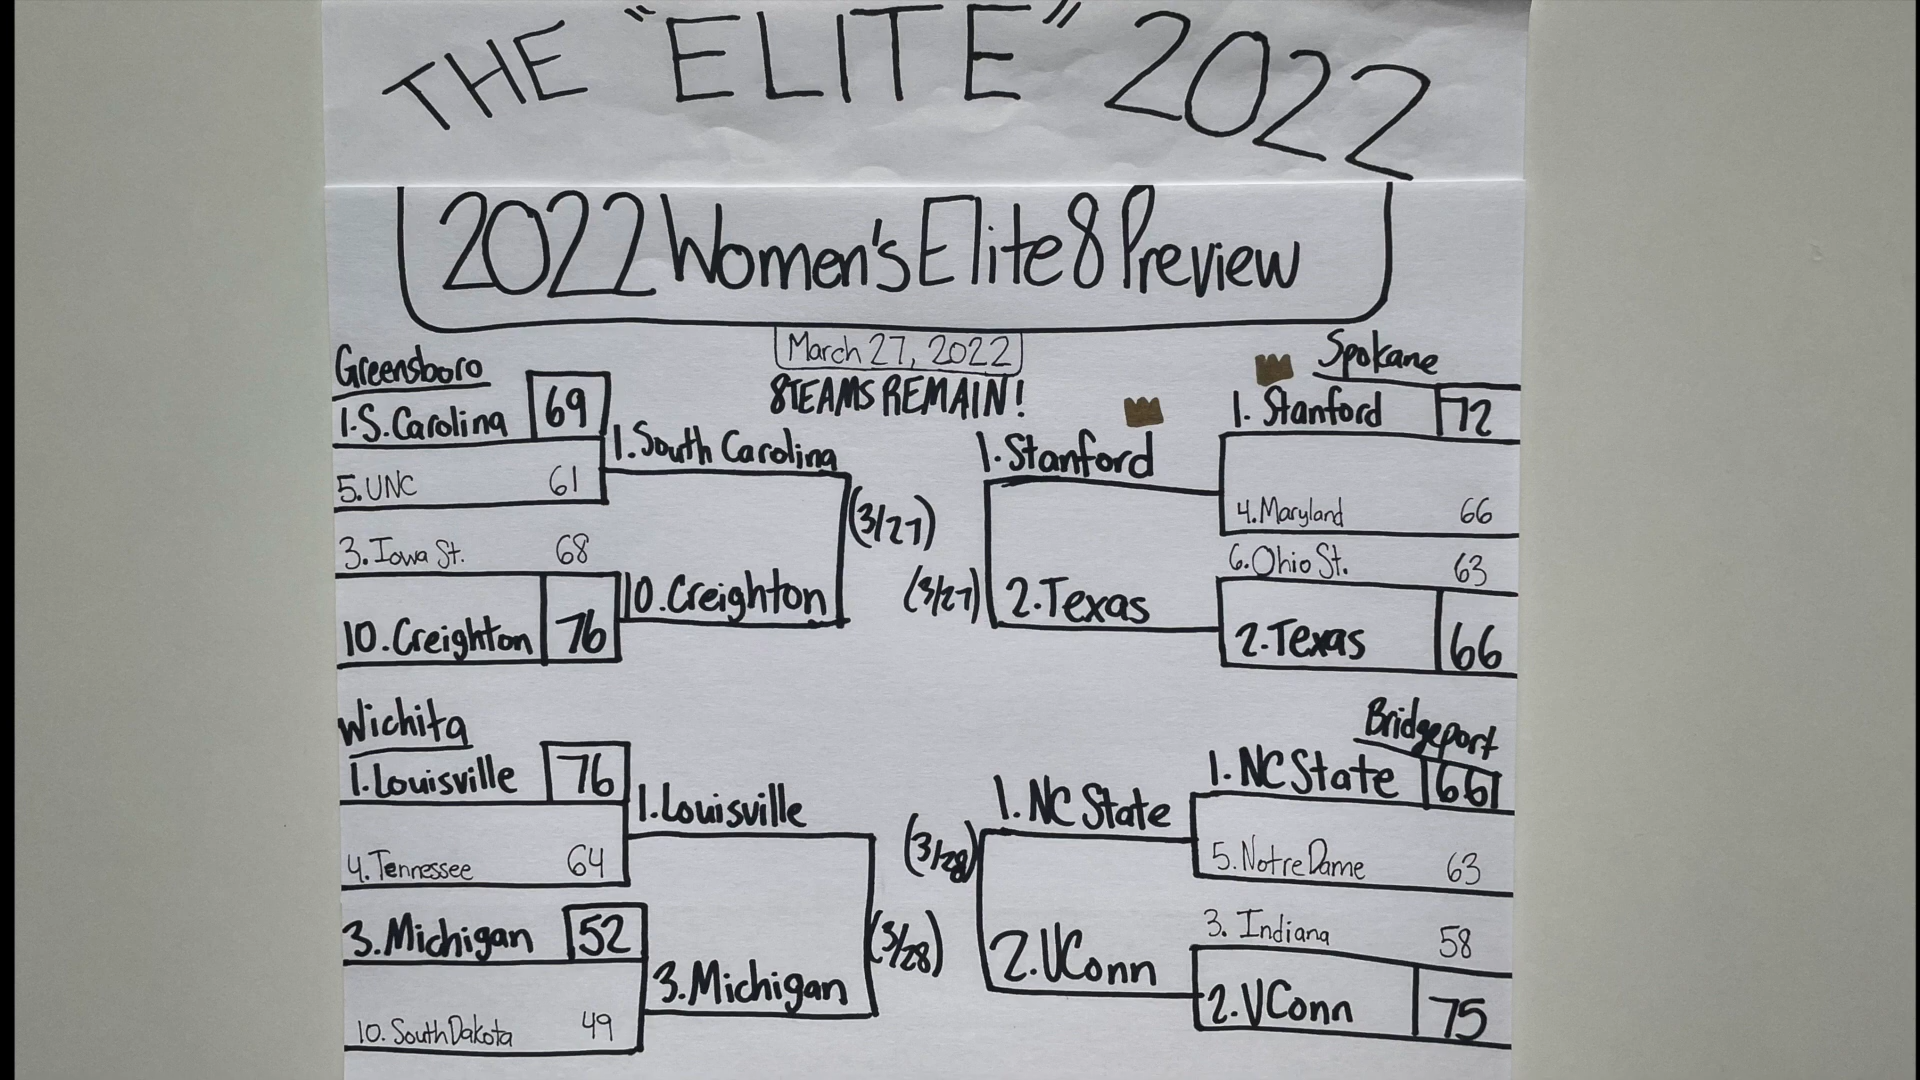 THE "ELITE" 2022
2022 Women's Elite 8 Preview
March 27, 2022
8 TEAMS REMAIN!
Greensboro
1. S. Carolina 69
5. UNC 61
3. Iowa St. 68
10. Creighton 76
1. South Carolina
10. Creighton
(3/27)
Spokane
1. Stanford 72
4. Maryland 66
6. Ohio St. 63
2. Texas 66
1. Stanford
2. Texas
(3/27)
Wichita
1. Louisville 76
4. Tennessee 64
3. Michigan 52
10. South Dakota 49
1. Louisville
3. Michigan
(3/28)
Bridgeport
1. NC State 66
5. Notre Dame 63
3. Indiana 58
2. UConn 75
1. NC State
2. UConn
(3/28)